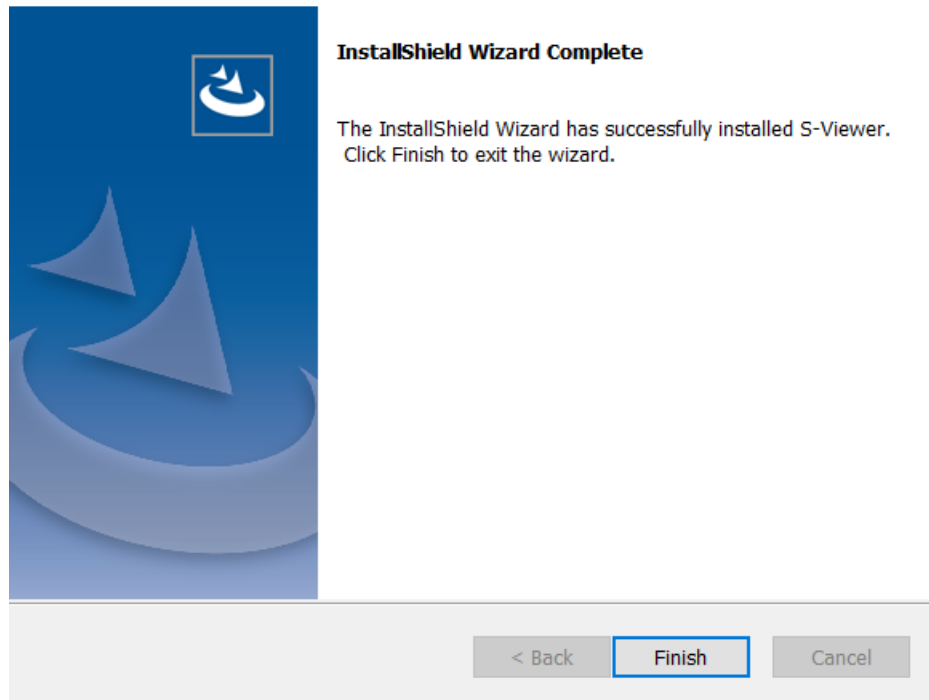 InstallShield Wizard Complete
The InstallShield Wizard has successfully installed S-Viewer.
Click Finish to exit the wizard.
< Back
Finish
Cancel